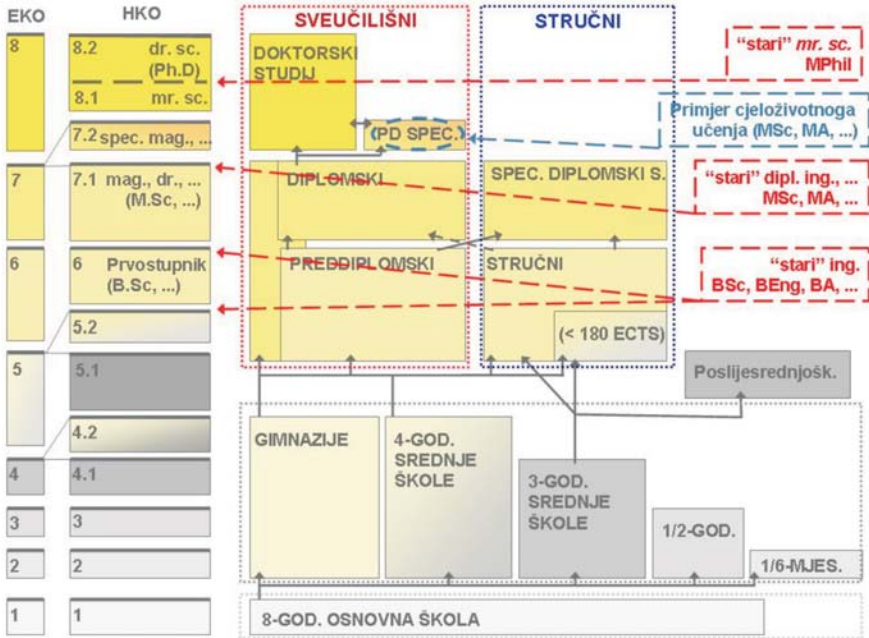 EKO
HKO
SVEUČILIŠNI
STRUČNI
8
8.2 dr. sc.
(Ph.D)
8.1 mr. sc.
DOKTORSKI
STUDIJ
“stari” mr. sc.
MPhil
7.2 spec. mag., ...
(PD SPEC.)
Primjer cjeloživotnoga
učenja (MSc, MA, ...)
7
7.1 mag., dr., ...
(M.Sc, ...)
DIPLOMSKI
SPEC. DIPLOMSKI S.
“stari” dipl. ing., ...
MSc, MA, ...
6
6 Prvostupnik
(B.Sc, ...)
PREDDIPLOMSKI
STRUČNI
“stari” ing.
BSc, BEng, BA, ...
5.2
(< 180 ECTS)
5
5.1
Poslijesrednjošk.
4.2
GIMNAZIJE
4-GOD.
SREDNJE
ŠKOLE
4
4.1
3-GOD.
SREDNJE
ŠKOLE
3
3
1/2-GOD.
2
2
1/6-MJES.
1
1
8-GOD. OSNOVNA ŠKOLA